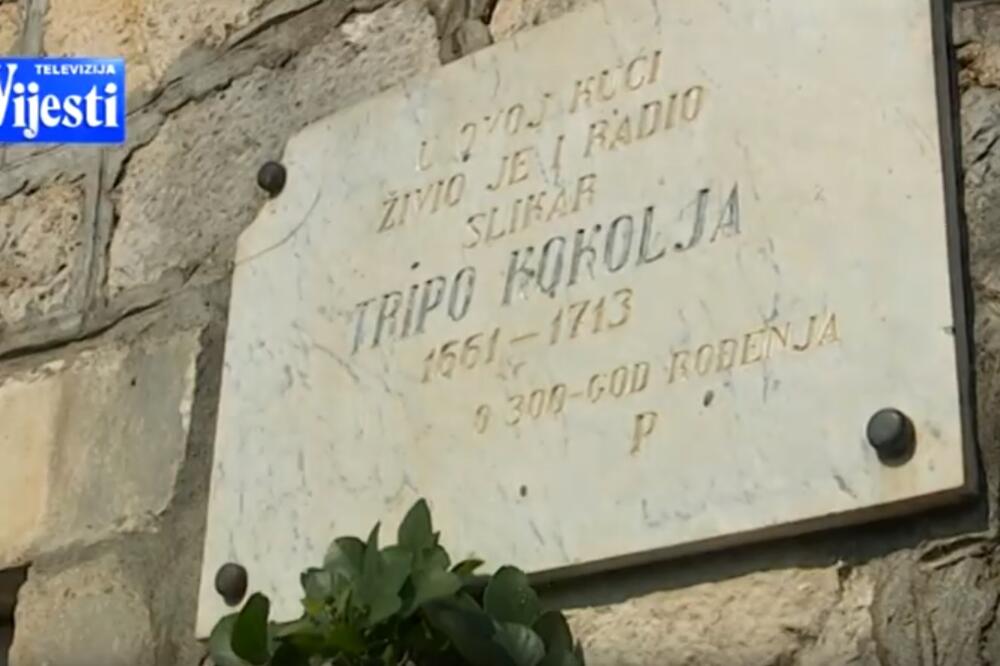 TELEVIZIJA
Vijesti
U OVOJ KUĆI
ŽIVIO JE I RADIO
SLIKAR
TRIPO KOKOLJA
1661-1713
O 300-GOD ROĐENJA
P